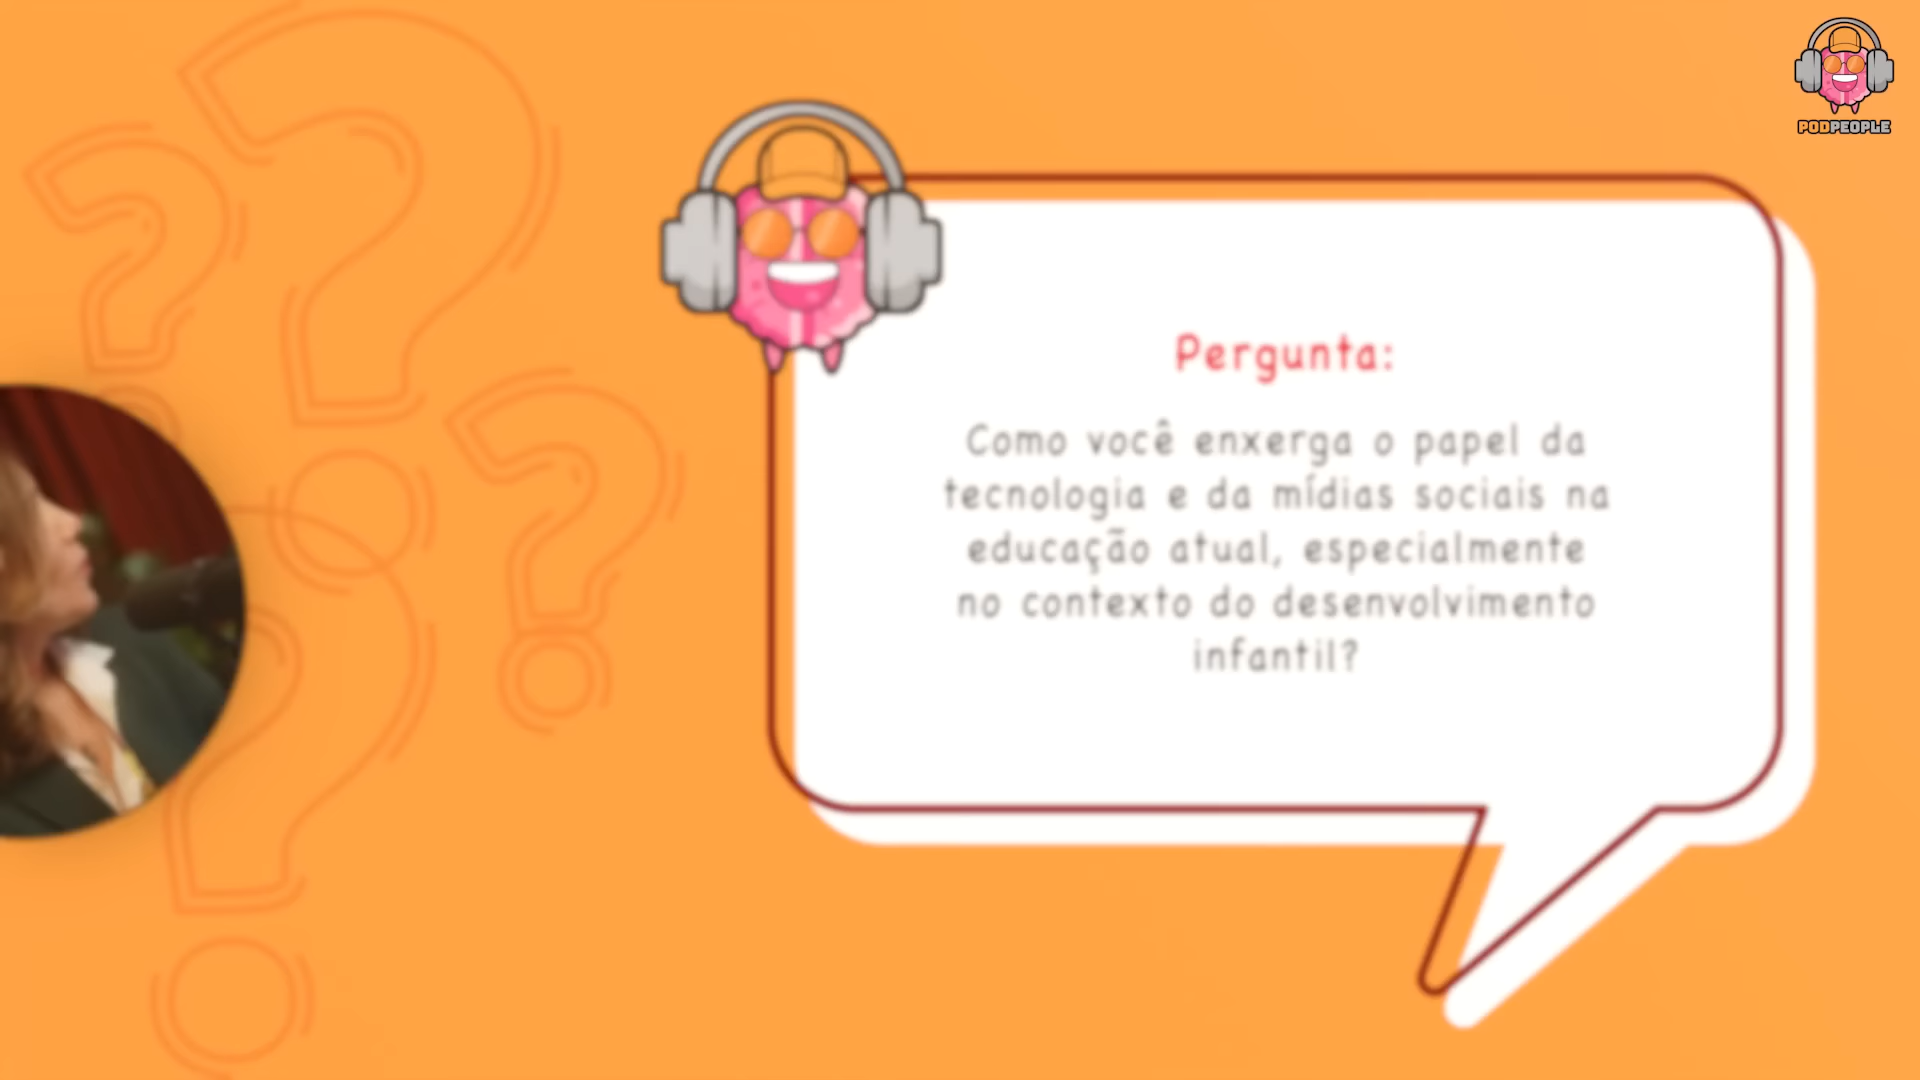 PODPEOPLE
Pergunta:
Como você enxerga o papel da
tecnologia e da mídias sociais na
educação atual, especialmente
no contexto do desenvolvimento
infantil?